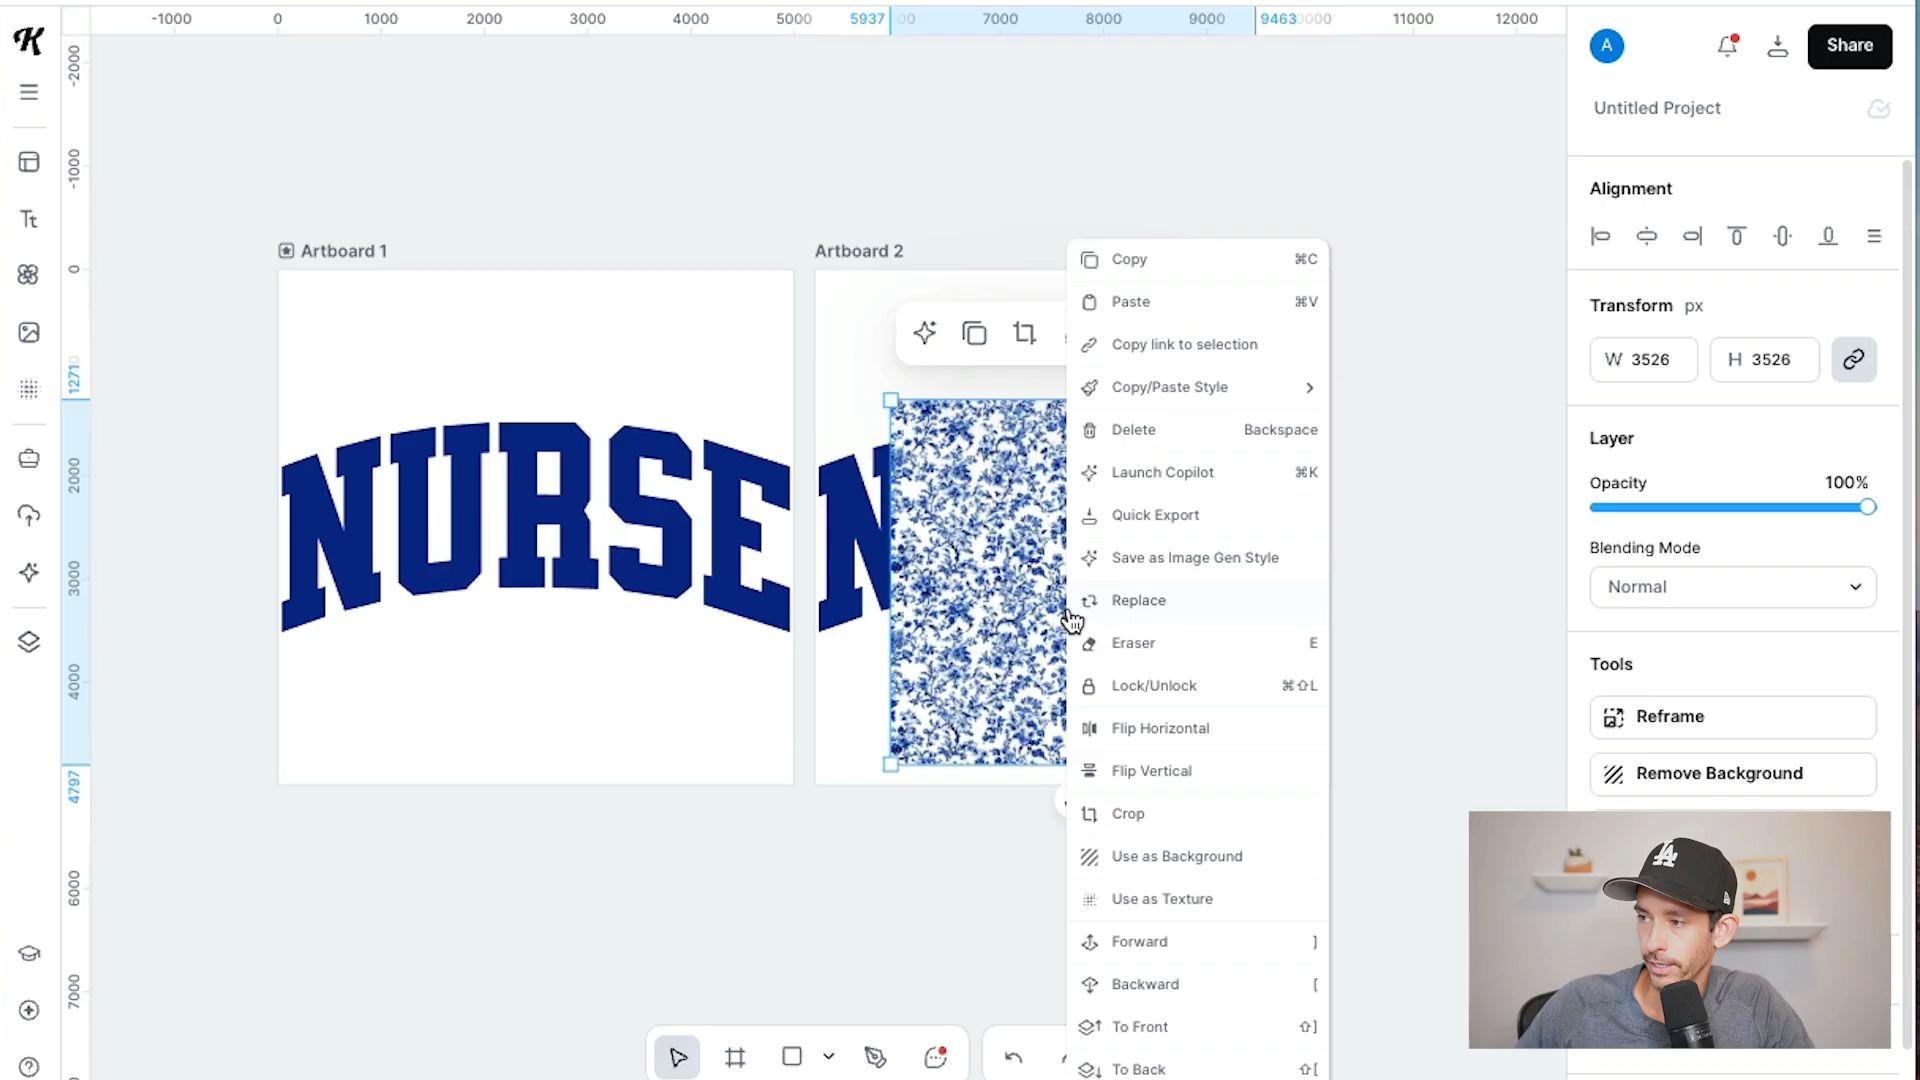 -1000 0 1000 2000 3000 4000 5000 5937 00 7000 8000 9000 9463 0000 11000 12000
-2000
-1000
0
1271
2000
3000
4000
4797
6000
7000
Tt
A
Share
Untitled Project
Alignment
Transform px
W 3526 H 3526
Layer
Opacity 100%
Blending Mode
Normal
Tools
Reframe
Remove Background
Artboard 1
NURSE
Artboard 2
N
Copy ⌘C
Paste ⌘V
Copy link to selection
Copy/Paste Style
Delete Backspace
Launch Copilot ⌘K
Quick Export
Save as Image Gen Style
Replace
Eraser E
Lock/Unlock ⌘⇧L
Flip Horizontal
Flip Vertical
Crop
Use as Background
Use as Texture
Forward ]
Backward [
To Front ⇧]
To Back ⇧[
LA